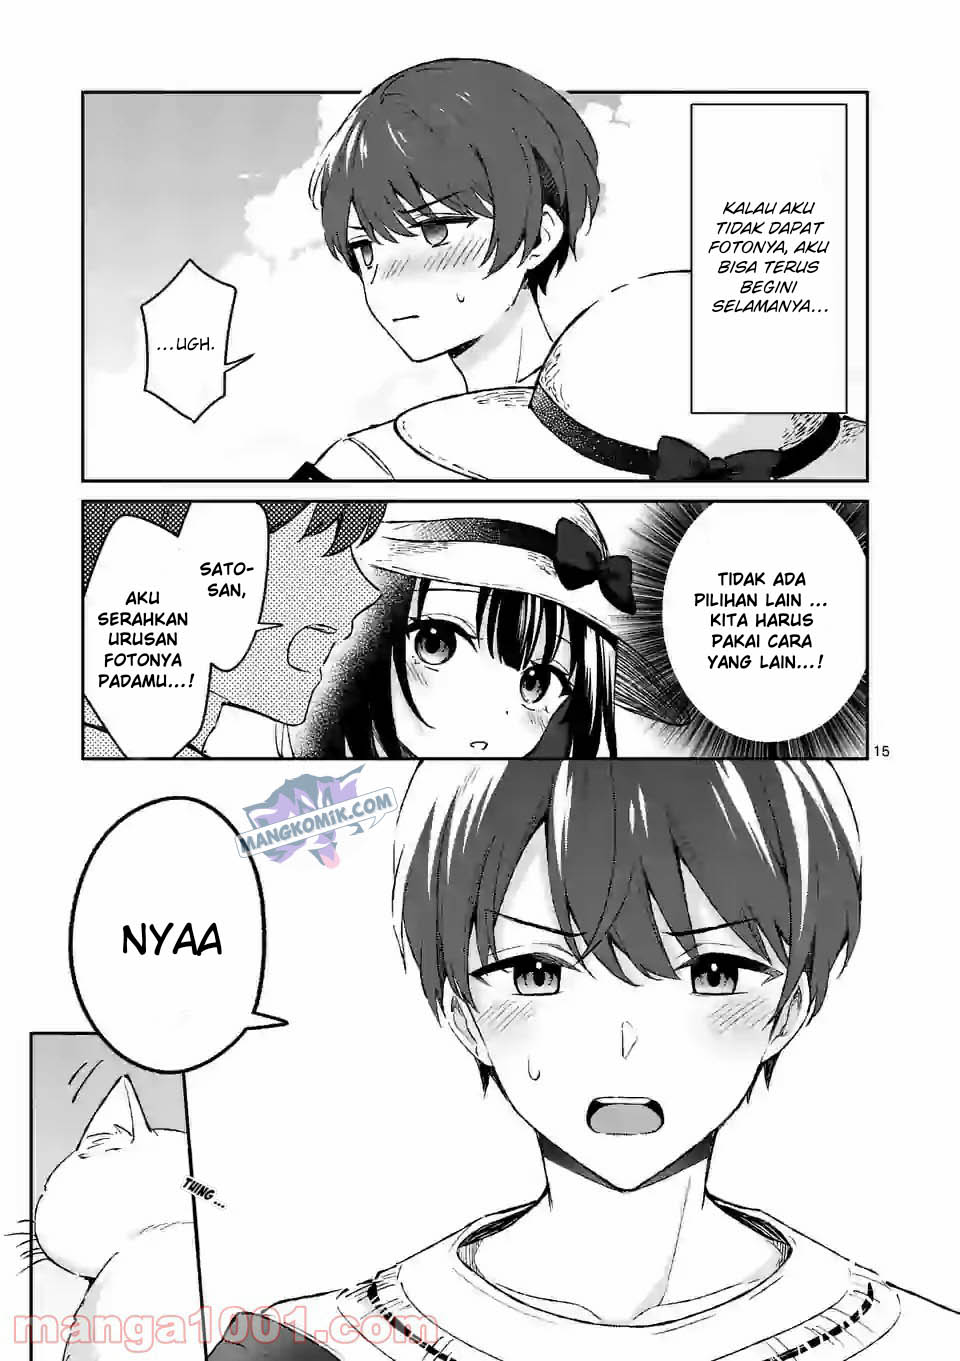 KALAU AKU
TIDAK DAPAT
FOTONYA, AKU
BISA TERUS
BEGINI
SELAMANYA...
...UGH.
TIDAK ADA
PILIHAN LAIN ...
KITA HARUS
PAKAI CARA
YANG LAIN...!
SATO-
SAN,
AKU
SERAHKAN
URUSAN
FOTONYA
PADAMU...!
15
MANGKOMIK.COM
NYAA
TWING...
manga1001.com